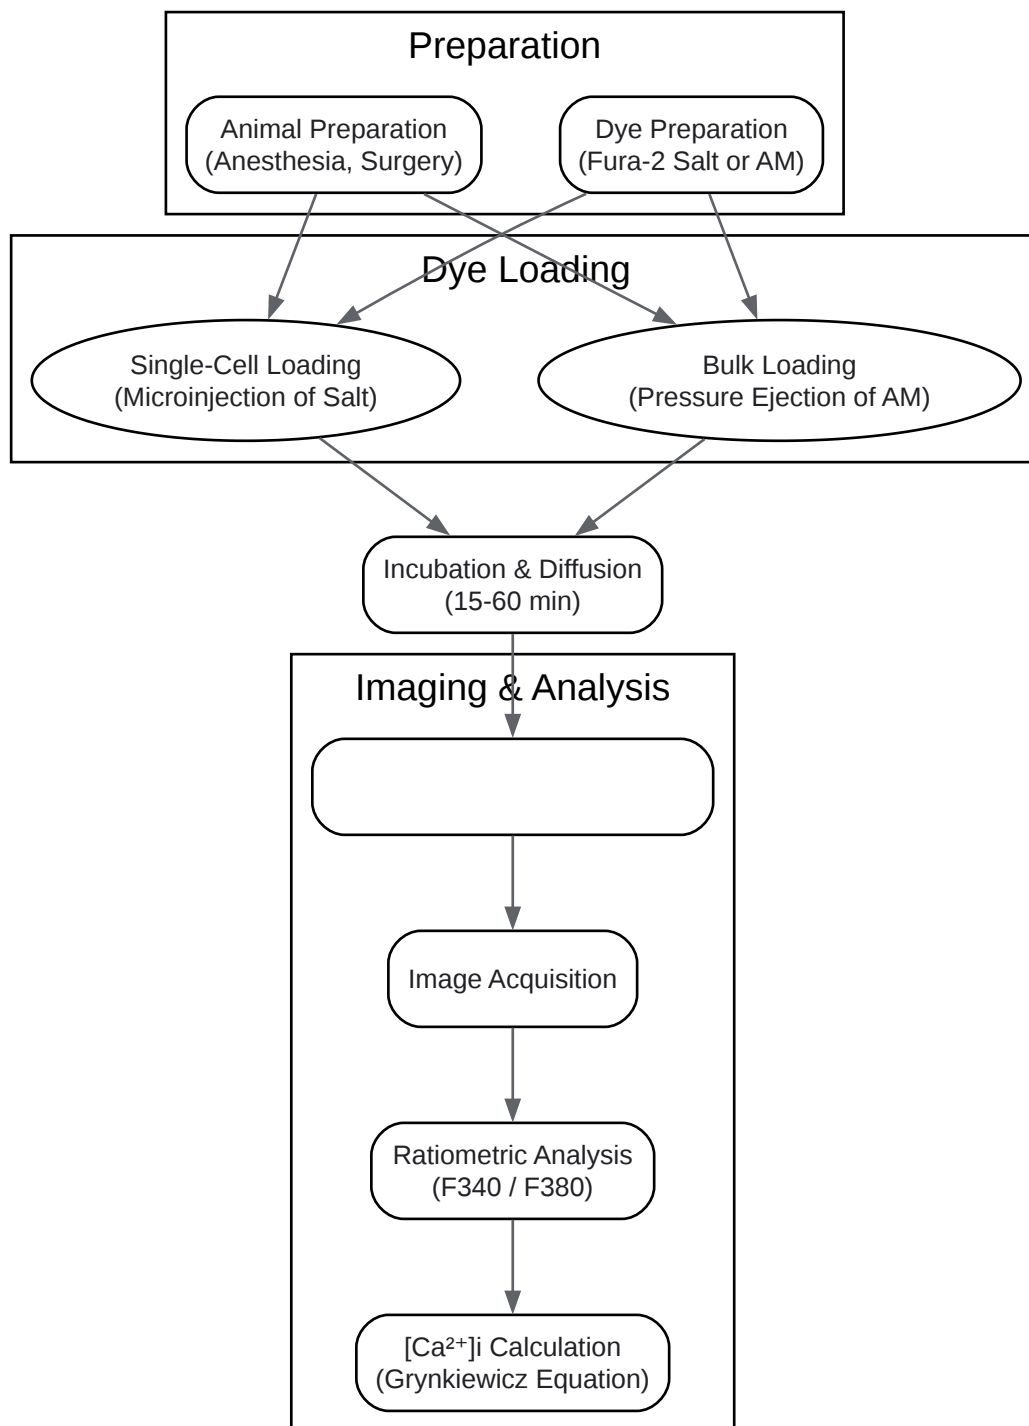 Preparation
Animal Preparation
(Anesthesia, Surgery)
Dye Preparation
(Fura-2 Salt or AM)
Dye Loading
Single-Cell Loading
(Microinjection of Salt)
Bulk Loading
(Pressure Ejection of AM)
Incubation & Diffusion
(15-60 min)
Imaging & Analysis
Image Acquisition
Ratiometric Analysis
(F340 / F380)
[Ca²⁺]i Calculation
(Grynkiewicz Equation)